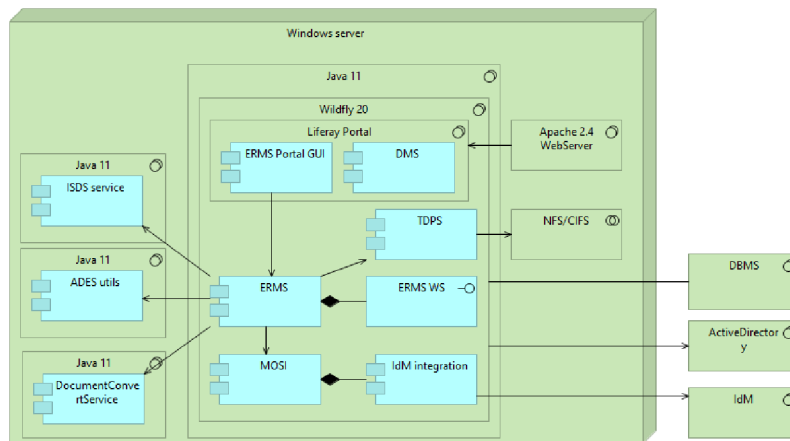 Windows server
Java 11
Wildfly 20
Liferay Portal
ERMS Portal GUI
DMS
Apache 2.4
WebServer
Java 11
ISDS service
TDPS
NFS/CIFS
Java 11
ADES utils
ERMS
ERMS WS
DBMS
ActiveDirector
y
Java 11
DocumentConve
rtService
MOSI
IdM integration
IdM